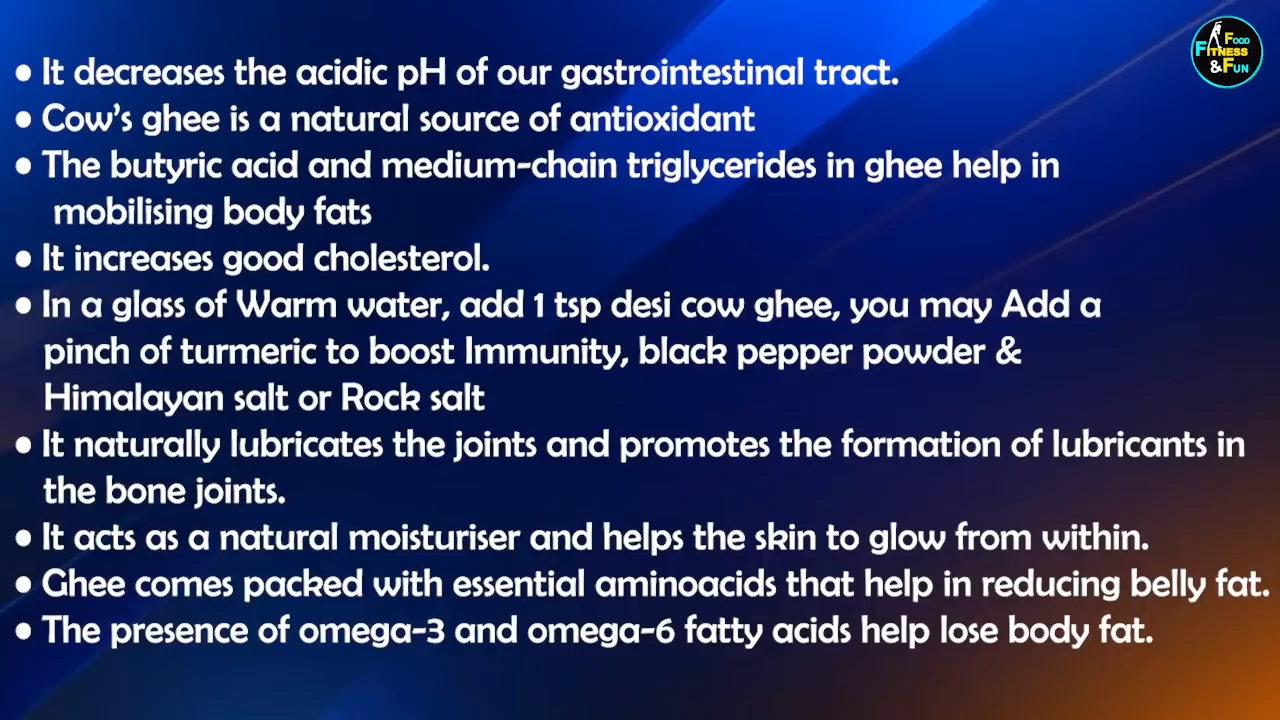 • It decreases the acidic pH of our gastrointestinal tract.
• Cow's ghee is a natural source of antioxidant
• The butyric acid and medium-chain triglycerides in ghee help in
mobilising body fats
• It increases good cholesterol.
• In a glass of Warm water, add 1 tsp desi cow ghee, you may Add a
pinch of turmeric to boost Immunity, black pepper powder &
Himalayan salt or Rock salt
• It naturally lubricates the joints and promotes the formation of lubricants in
the bone joints.
• It acts as a natural moisturiser and helps the skin to glow from within.
• Ghee comes packed with essential aminoacids that help in reducing belly fat.
• The presence of omega-3 and omega-6 fatty acids help lose body fat.
FOOD
FITNESS
&FUN